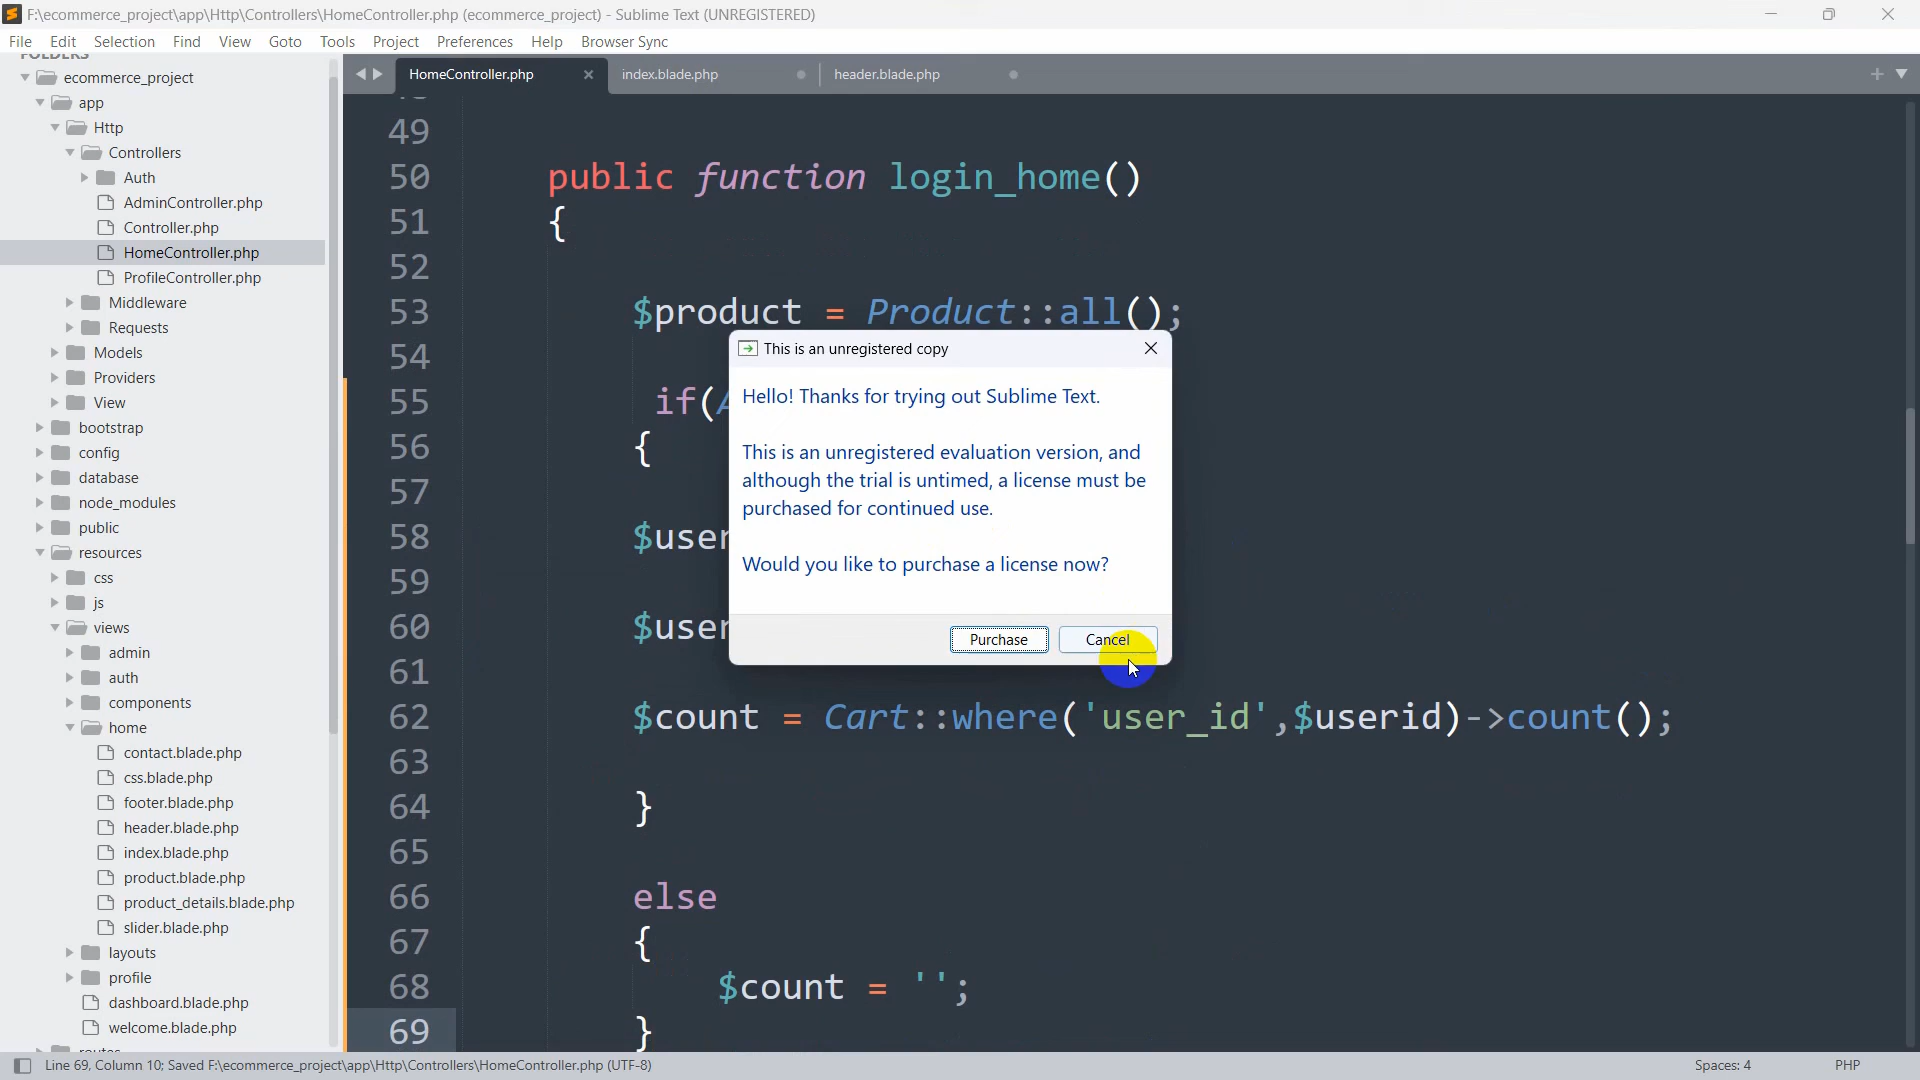 F:\ecommerce_project\app\Http\Controllers\HomeController.php (ecommerce_project) - Sublime Text (UNREGISTERED)
File Edit Selection Find View Goto Tools Project Preferences Help Browser Sync
FOLDERS
ecommerce_project
app
Http
Controllers
Auth
AdminController.php
Controller.php
HomeController.php
ProfileController.php
Middleware
Requests
Models
Providers
View
bootstrap
config
database
node_modules
public
resources
css
js
views
admin
auth
components
home
contact.blade.php
css.blade.php
footer.blade.php
header.blade.php
index.blade.php
product.blade.php
product_details.blade.php
slider.blade.php
layouts
profile
dashboard.blade.php
welcome.blade.php
HomeController.php index.blade.php header.blade.php
49
50 public function login_home()
51 {
52
53 $product = Product::all();
54
55 if(
56 {
57
58 $user
59
60 $user
61
62 $count = Cart::where('user_id',$userid)->count();
63
64 }
65
66 else
67 {
68 $count = '';
69 }
This is an unregistered copy
Hello! Thanks for trying out Sublime Text.
This is an unregistered evaluation version, and
although the trial is untimed, a license must be
purchased for continued use.
Would you like to purchase a license now?
Purchase Cancel
Line 69, Column 10; Saved F:\ecommerce_project\app\Http\Controllers\HomeController.php (UTF-8) Spaces: 4 PHP